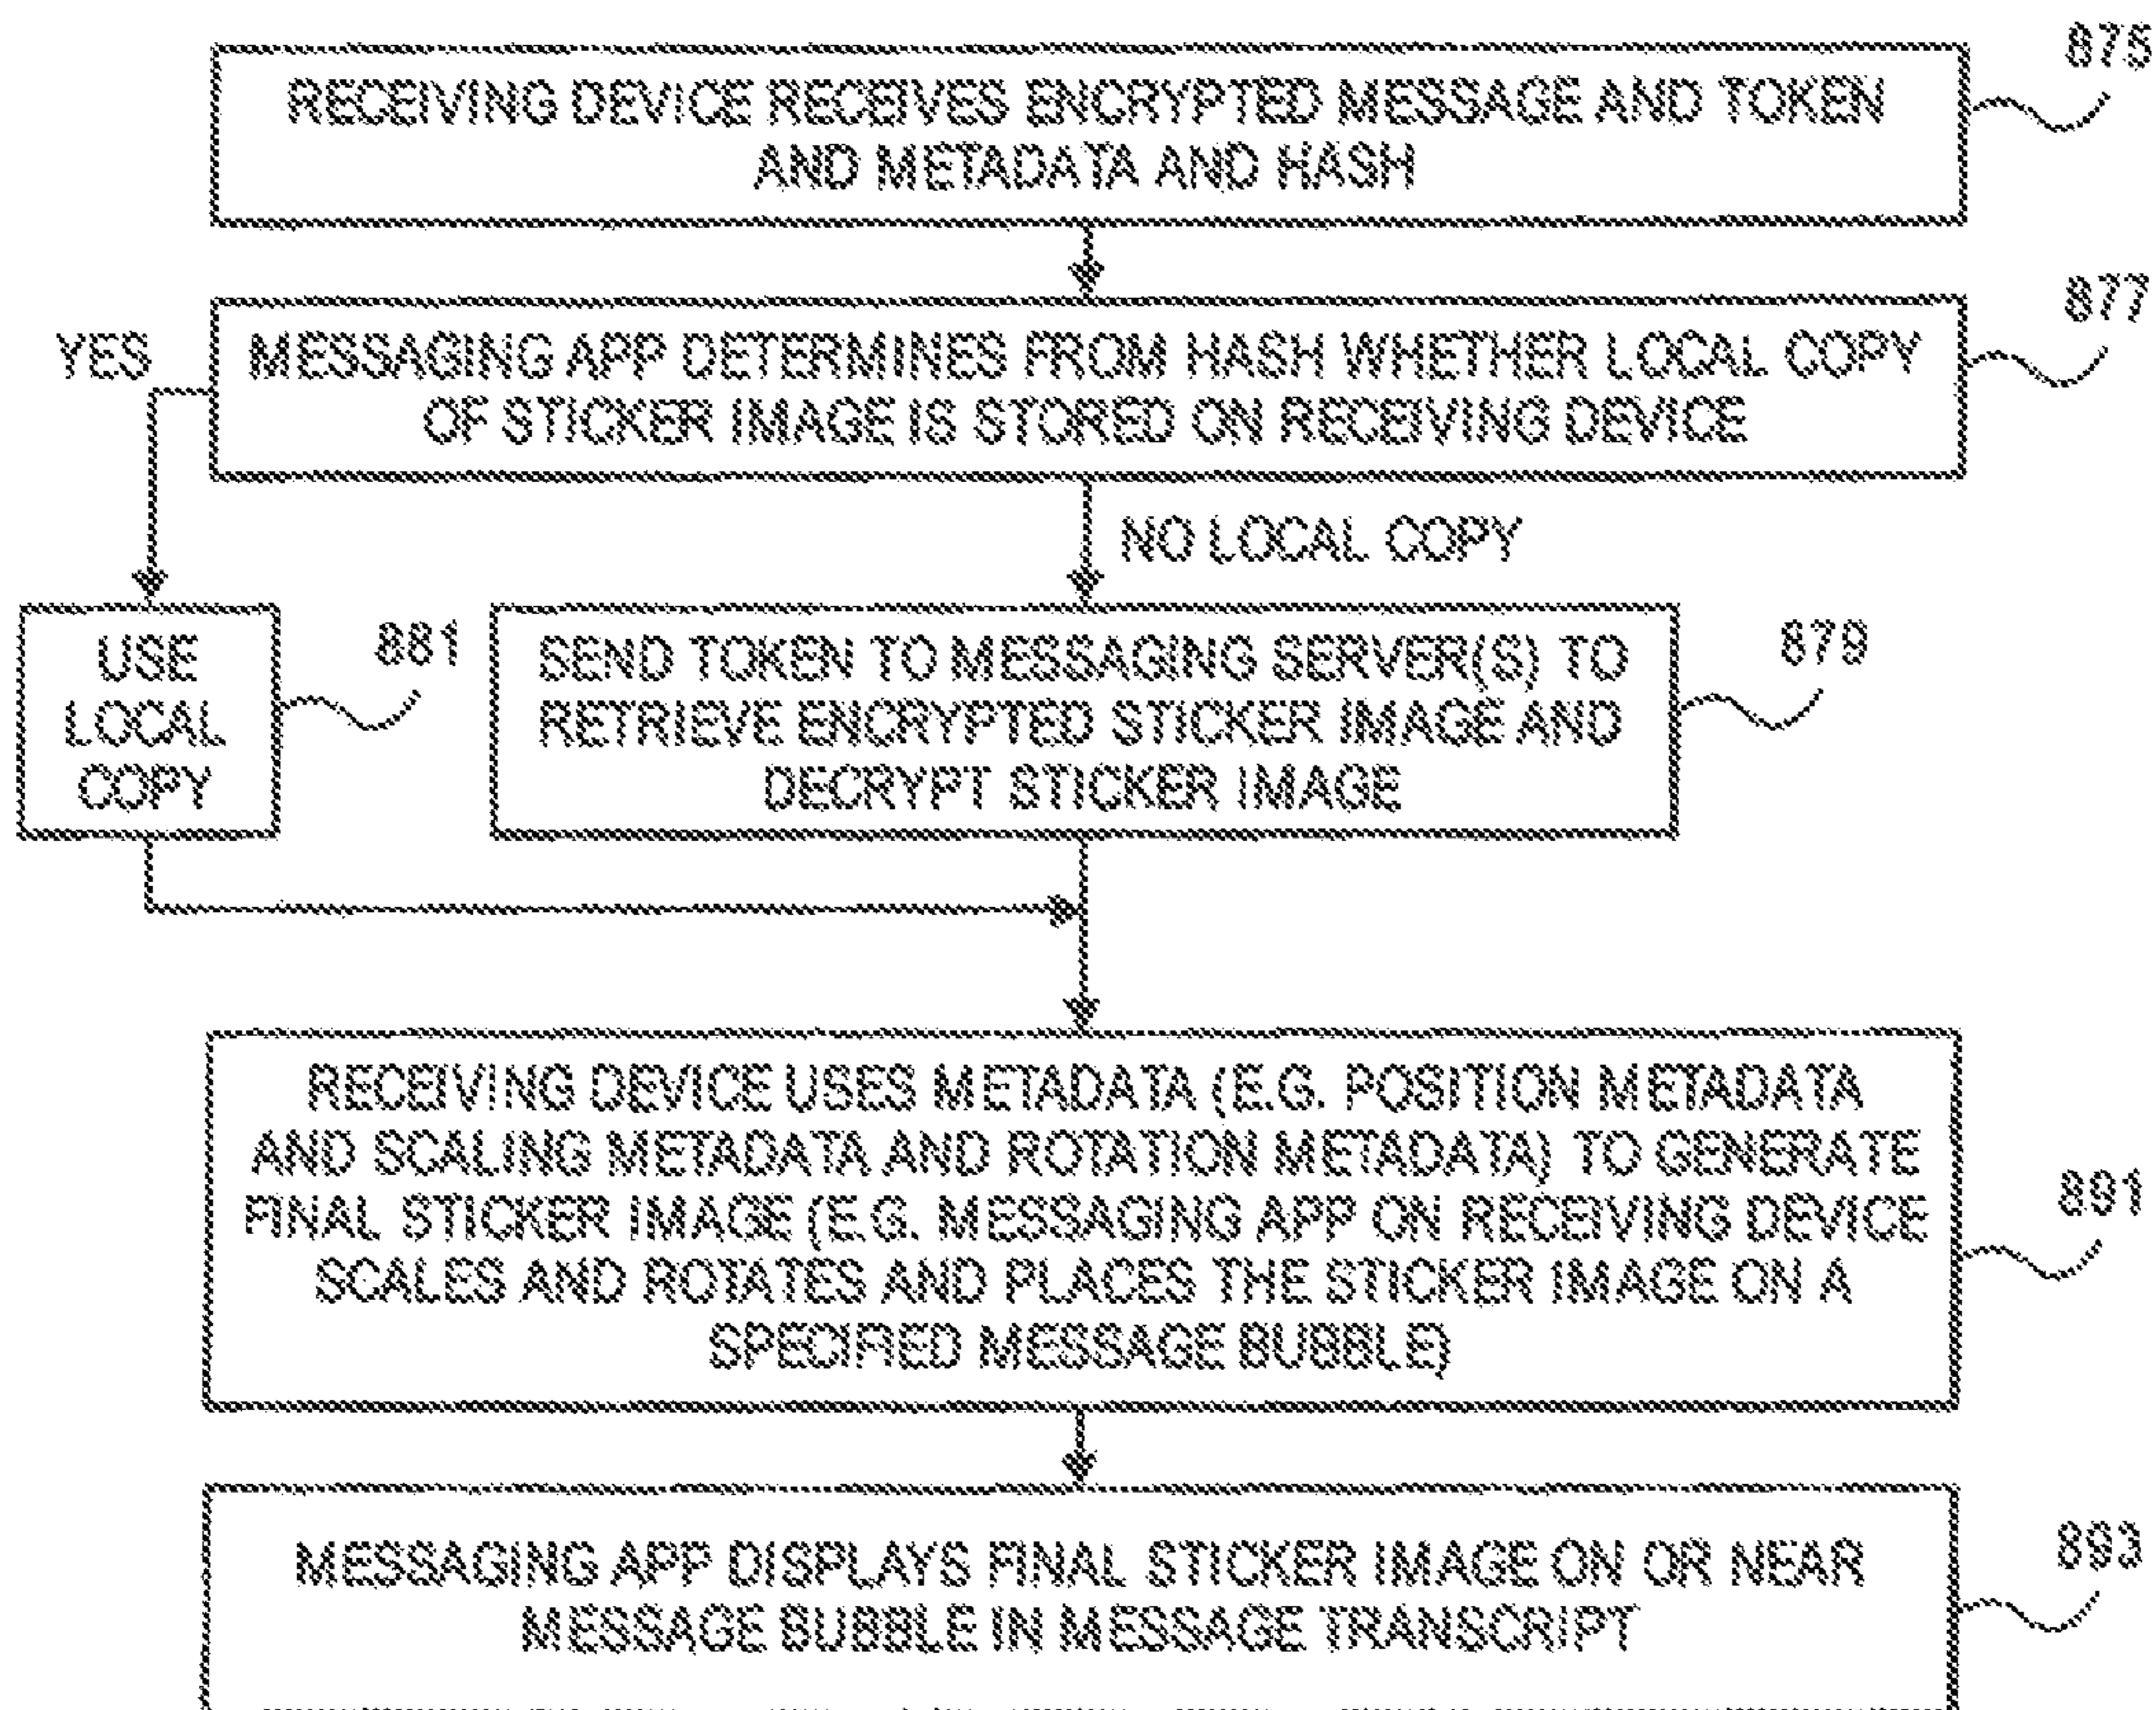 875
RECEIVING DEVICE RECEIVES ENCRYPTED MESSAGE AND TOKEN
AND METADATA AND HASH
877
YES
MESSAGING APP DETERMINES FROM HASH WHETHER LOCAL COPY
OF STICKER IMAGE IS STORED ON RECEIVING DEVICE
NO LOCAL COPY
USE
LOCAL
COPY
881
SEND TOKEN TO MESSAGING SERVER(S) TO
RETRIEVE ENCRYPTED STICKER IMAGE AND
DECRYPT STICKER IMAGE
879
RECEIVING DEVICE USES METADATA (E.G. POSITION METADATA
AND SCALING METADATA AND ROTATION METADATA) TO GENERATE
FINAL STICKER IMAGE (E.G. MESSAGING APP ON RECEIVING DEVICE
SCALES AND ROTATES AND PLACES THE STICKER IMAGE ON A
SPECIFIED MESSAGE BUBBLE)
891
MESSAGING APP DISPLAYS FINAL STICKER IMAGE ON OR NEAR
MESSAGE BUBBLE IN MESSAGE TRANSCRIPT
893